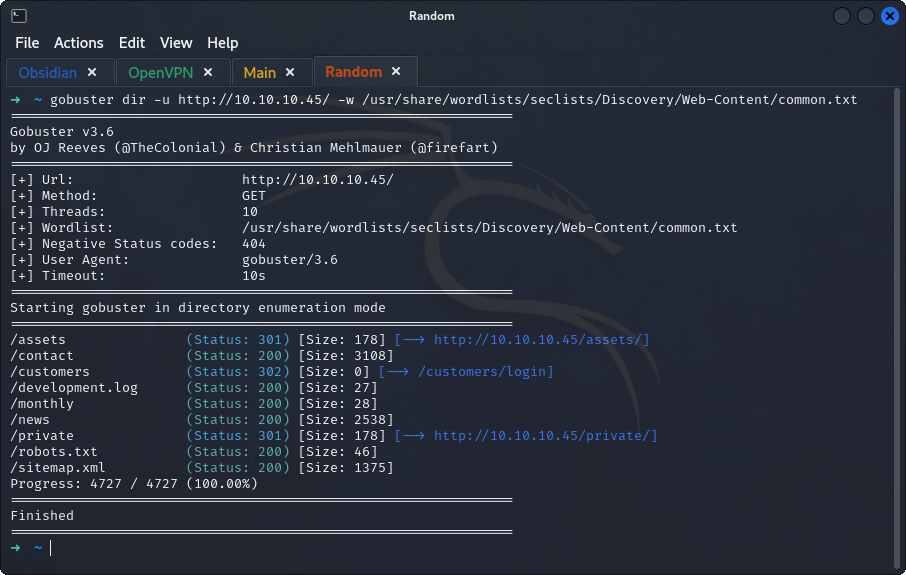 Random
File Actions Edit View Help
Obsidian × OpenVPN × Main × Random ×
→ ~ gobuster dir -u http://10.10.10.45/ -w /usr/share/wordlists/seclists/Discovery/Web-Content/common.txt
===============================================================
Gobuster v3.6
by OJ Reeves (@TheColonial) & Christian Mehlmauer (@firefart)
===============================================================
[+] Url: http://10.10.10.45/
[+] Method: GET
[+] Threads: 10
[+] Wordlist: /usr/share/wordlists/seclists/Discovery/Web-Content/common.txt
[+] Negative Status codes: 404
[+] User Agent: gobuster/3.6
[+] Timeout: 10s
===============================================================
Starting gobuster in directory enumeration mode
===============================================================
/assets (Status: 301) [Size: 178] [--> http://10.10.10.45/assets/]
/contact (Status: 200) [Size: 3108]
/customers (Status: 302) [Size: 0] [--> /customers/login]
/development.log (Status: 200) [Size: 27]
/monthly (Status: 200) [Size: 28]
/news (Status: 200) [Size: 2538]
/private (Status: 301) [Size: 178] [--> http://10.10.10.45/private/]
/robots.txt (Status: 200) [Size: 46]
/sitemap.xml (Status: 200) [Size: 1375]
Progress: 4727 / 4727 (100.00%)
===============================================================
Finished
===============================================================
→ ~